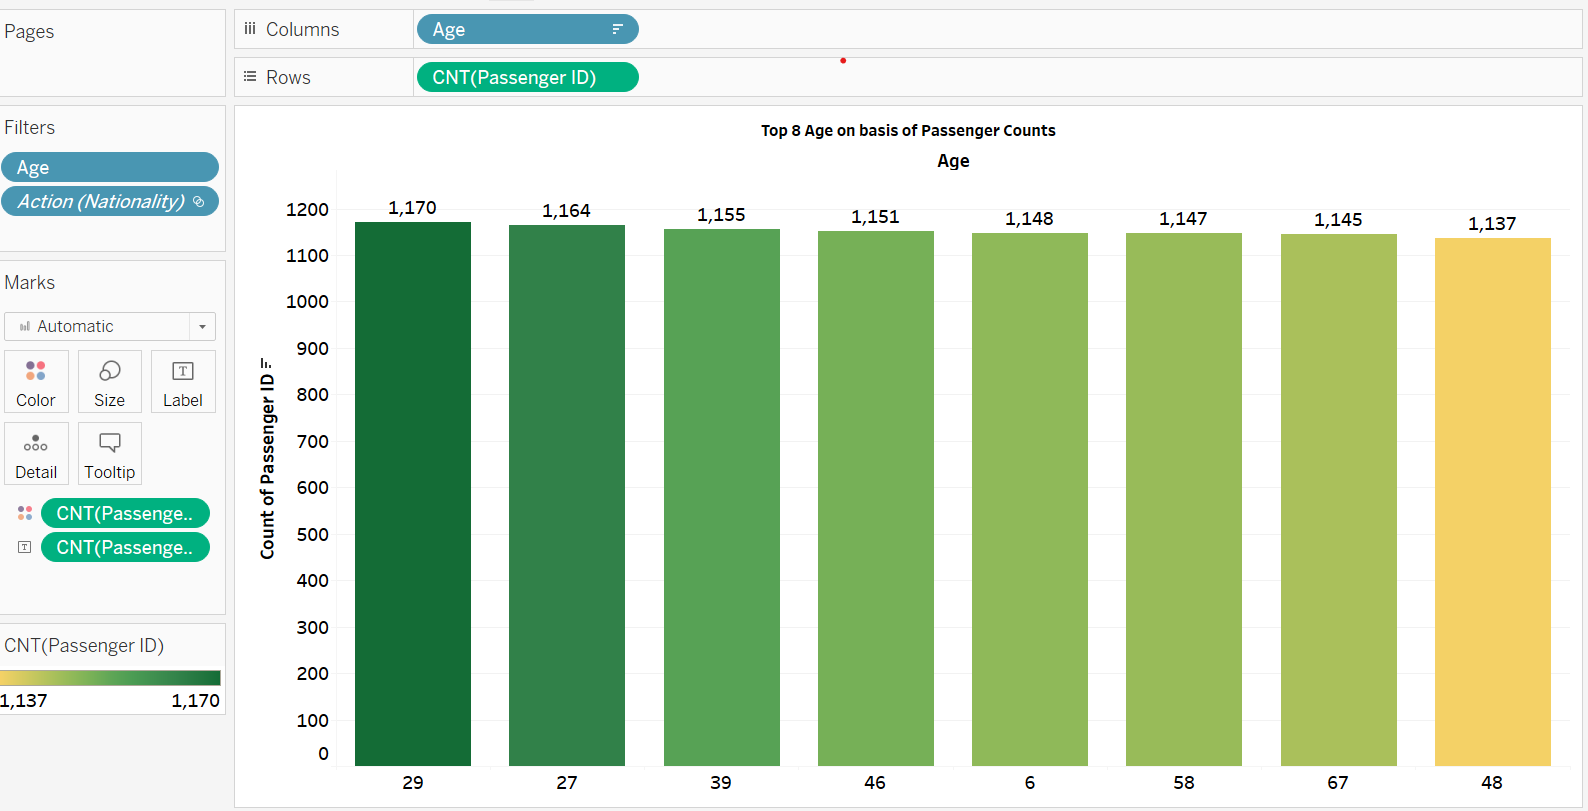 Pages
Columns
Age
Rows
CNT(Passenger ID)
Filters
Age
Action (Nationality)
Marks
Automatic
Color
Size
T
Label
Detail
Tooltip
CNT(Passenge..
T
CNT(Passenge..
CNT(Passenger ID)
1,137
1,170
Top 8 Age on basis of Passenger Counts
Age
Count of Passenger ID
1200
1100
1000
900
800
700
600
500
400
300
200
100
0
1,170
1,164
1,155
1,151
1,148
1,147
1,145
1,137
29
27
39
46
6
58
67
48